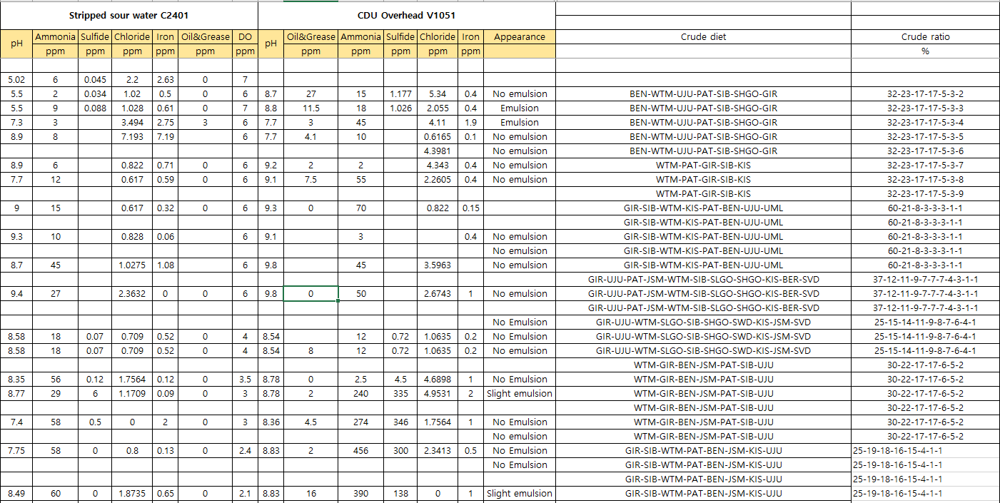 Stripped sour water C2401 CDU Overhead V1051
pH Ammonia Sulfide Chloride Iron Oil&Grease DO pH Oil&Grease Ammonia Sulfide Chloride Iron Appearance Crude diet Crude ratio
ppm ppm ppm ppm ppm ppm ppm ppm ppm ppm ppm %
5.02 6 0.045 2.2 2.63 0 7
5.5 2 0.034 1.02 0.5 0 6 8.7 27 15 1.177 5.34 0.4 No emulsion BEN-WTM-UJU-PAT-SIB-SHGO-GIR 32-23-17-17-5-3-2
5.5 9 0.088 1.028 0.61 0 7 8.8 11.5 18 1.026 2.055 0.4 Emulsion BEN-WTM-UJU-PAT-SIB-SHGO-GIR 32-23-17-17-5-3-3
7.3 3 3.494 2.75 3 6 7.7 3 45 4.11 1.9 Emulsion BEN-WTM-UJU-PAT-SIB-SHGO-GIR 32-23-17-17-5-3-4
8.9 8 7.193 7.19 6 7.7 4.1 10 0.6165 0.1 No emulsion BEN-WTM-UJU-PAT-SIB-SHGO-GIR 32-23-17-17-5-3-5
4.3981 No emulsion BEN-WTM-UJU-PAT-SIB-SHGO-GIR 32-23-17-17-5-3-6
8.9 6 0.822 0.71 0 6 9.2 2 2 4.343 0.4 No emulsion WTM-PAT-GIR-SIB-KIS 32-23-17-17-5-3-7
7.7 12 0.617 0.59 0 6 9.1 7.5 55 2.2605 0.4 No emulsion WTM-PAT-GIR-SIB-KIS 32-23-17-17-5-3-8
WTM-PAT-GIR-SIB-KIS 32-23-17-17-5-3-9
9 15 0.617 0.32 0 6 9.3 0 70 0.822 0.15 GIR-SIB-WTM-KIS-PAT-BEN-UJU-UML 60-21-8-3-3-3-1-1
GIR-SIB-WTM-KIS-PAT-BEN-UJU-UML 60-21-8-3-3-3-1-1
9.3 10 0.828 0.06 6 9.1 3 0.4 No emulsion GIR-SIB-WTM-KIS-PAT-BEN-UJU-UML 60-21-8-3-3-3-1-1
No emulsion GIR-SIB-WTM-KIS-PAT-BEN-UJU-UML 60-21-8-3-3-3-1-1
8.7 45 1.0275 1.08 6 9.8 45 3.5963 No emulsion GIR-SIB-WTM-KIS-PAT-BEN-UJU-UML 60-21-8-3-3-3-1-1
GIR-UJU-PAT-JSM-WTM-SIB-SLGO-SHGO-KIS-BER-SVD 37-12-11-9-7-7-7-4-3-1-1
9.4 27 2.3632 0 0 6 9.8 0 50 2.6743 1 No emulsion GIR-UJU-PAT-JSM-WTM-SIB-SLGO-SHGO-KIS-BER-SVD 37-12-11-9-7-7-7-4-3-1-1
GIR-UJU-PAT-JSM-WTM-SIB-SLGO-SHGO-KIS-BER-SVD 37-12-11-9-7-7-7-4-3-1-1
No Emulsion GIR-UJU-WTM-SLGO-SIB-SHGO-SWD-KIS-JSM-SVD 25-15-14-11-9-8-7-6-4-1
8.58 18 0.07 0.709 0.52 0 4 8.54 12 0.72 1.0635 0.2 No Emulsion GIR-UJU-WTM-SLGO-SIB-SHGO-SWD-KIS-JSM-SVD 25-15-14-11-9-8-7-6-4-1
8.58 18 0.07 0.709 0.52 0 4 8.54 8 12 0.72 1.0635 0.2 No emulsion GIR-UJU-WTM-SLGO-SIB-SHGO-SWD-KIS-JSM-SVD 25-15-14-11-9-8-7-6-4-1
WTM-GIR-BEN-JSM-PAT-SIB-UJU 30-22-17-17-6-5-2
8.35 56 0.12 1.7564 0.12 0 3.5 8.78 0 2.5 4.5 4.6898 1 No Emulsion WTM-GIR-BEN-JSM-PAT-SIB-UJU 30-22-17-17-6-5-2
8.77 29 6 1.1709 0.09 0 3 8.78 2 240 335 4.9531 2 Slight emulsion WTM-GIR-BEN-JSM-PAT-SIB-UJU 30-22-17-17-6-5-2
WTM-GIR-BEN-JSM-PAT-SIB-UJU 30-22-17-17-6-5-2
7.4 58 0.5 0 2 0 3 8.36 4.5 274 346 1.7564 1 No Emulsion WTM-GIR-BEN-JSM-PAT-SIB-UJU 30-22-17-17-6-5-2
No emulsion WTM-GIR-BEN-JSM-PAT-SIB-UJU 30-22-17-17-6-5-2
7.75 58 0 0.8 0.13 0 2.4 8.83 2 456 300 2.3413 0.5 No Emulsion GIR-SIB-WTM-PAT-BEN-JSM-KIS-UJU 25-19-18-16-15-4-1-1
No Emulsion GIR-SIB-WTM-PAT-BEN-JSM-KIS-UJU 25-19-18-16-15-4-1-1
GIR-SIB-WTM-PAT-BEN-JSM-KIS-UJU 25-19-18-16-15-4-1-1
8.49 60 0 1.8735 0.65 0 2.1 8.83 16 390 138 0 1 Slight emulsion GIR-SIB-WTM-PAT-BEN-JSM-KIS-UJU 25-19-18-16-15-4-1-1